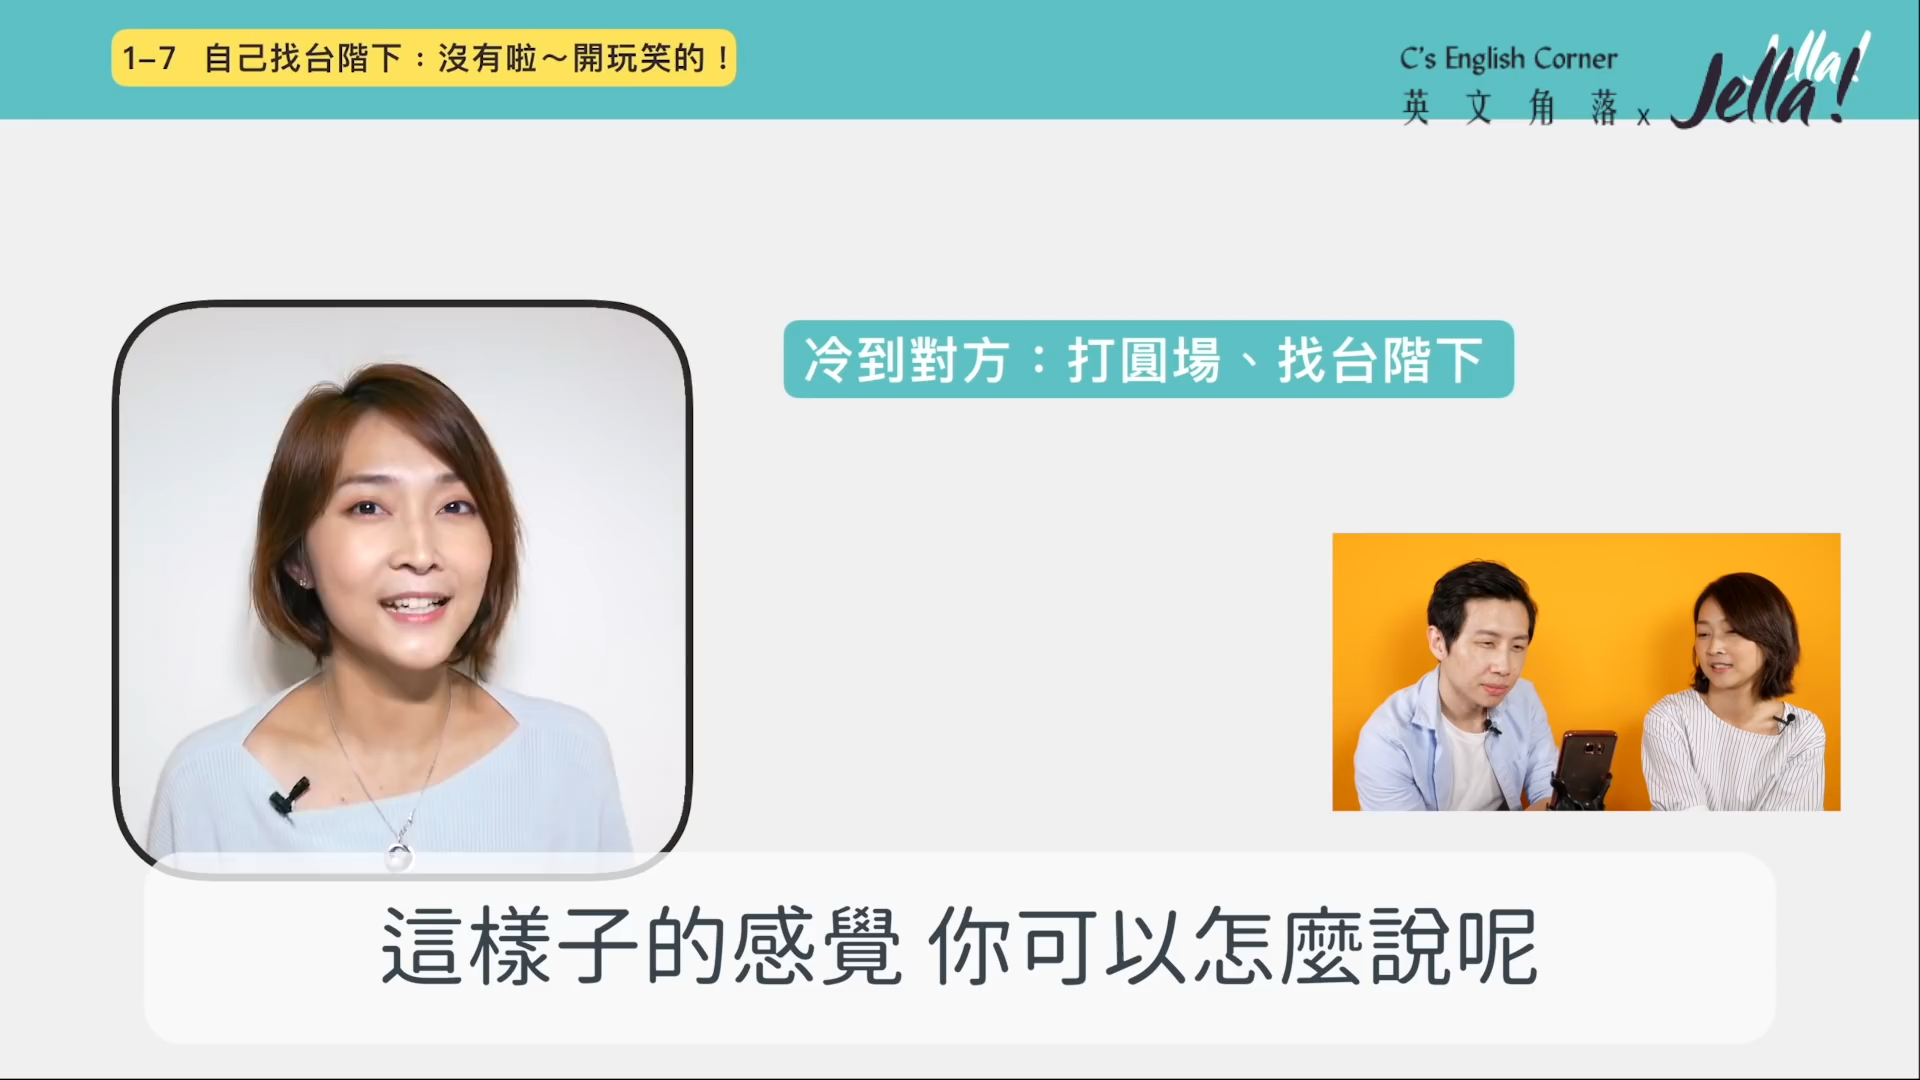 1-7 自己找台階下：沒有啦～開玩笑的！
C's English Corner
英文角落 x Jella!
Jella!
冷到對方：打圓場、找台階下
這樣子的感覺 你可以怎麼說呢